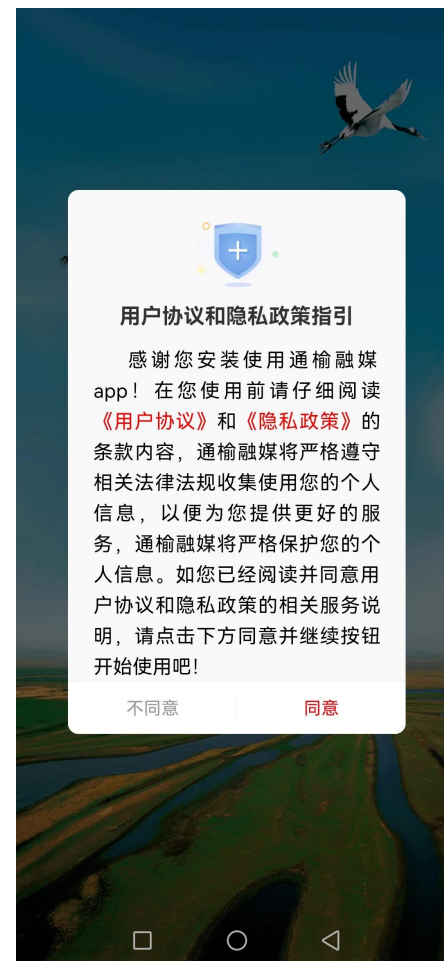 用户协议和隐私政策指引
感谢您安装使用通榆融媒
app！在您使用前请仔细阅读
《用户协议》和《隐私政策》的
条款内容，通榆融媒将严格遵守
相关法律法规收集使用您的个人
信息，以便为您提供更好的服
务，通榆融媒将严格保护您的个
人信息。如您已经阅读并同意用
户协议和隐私政策的相关服务说
明，请点击下方同意并继续按钮
开始使用吧！
不同意
同意